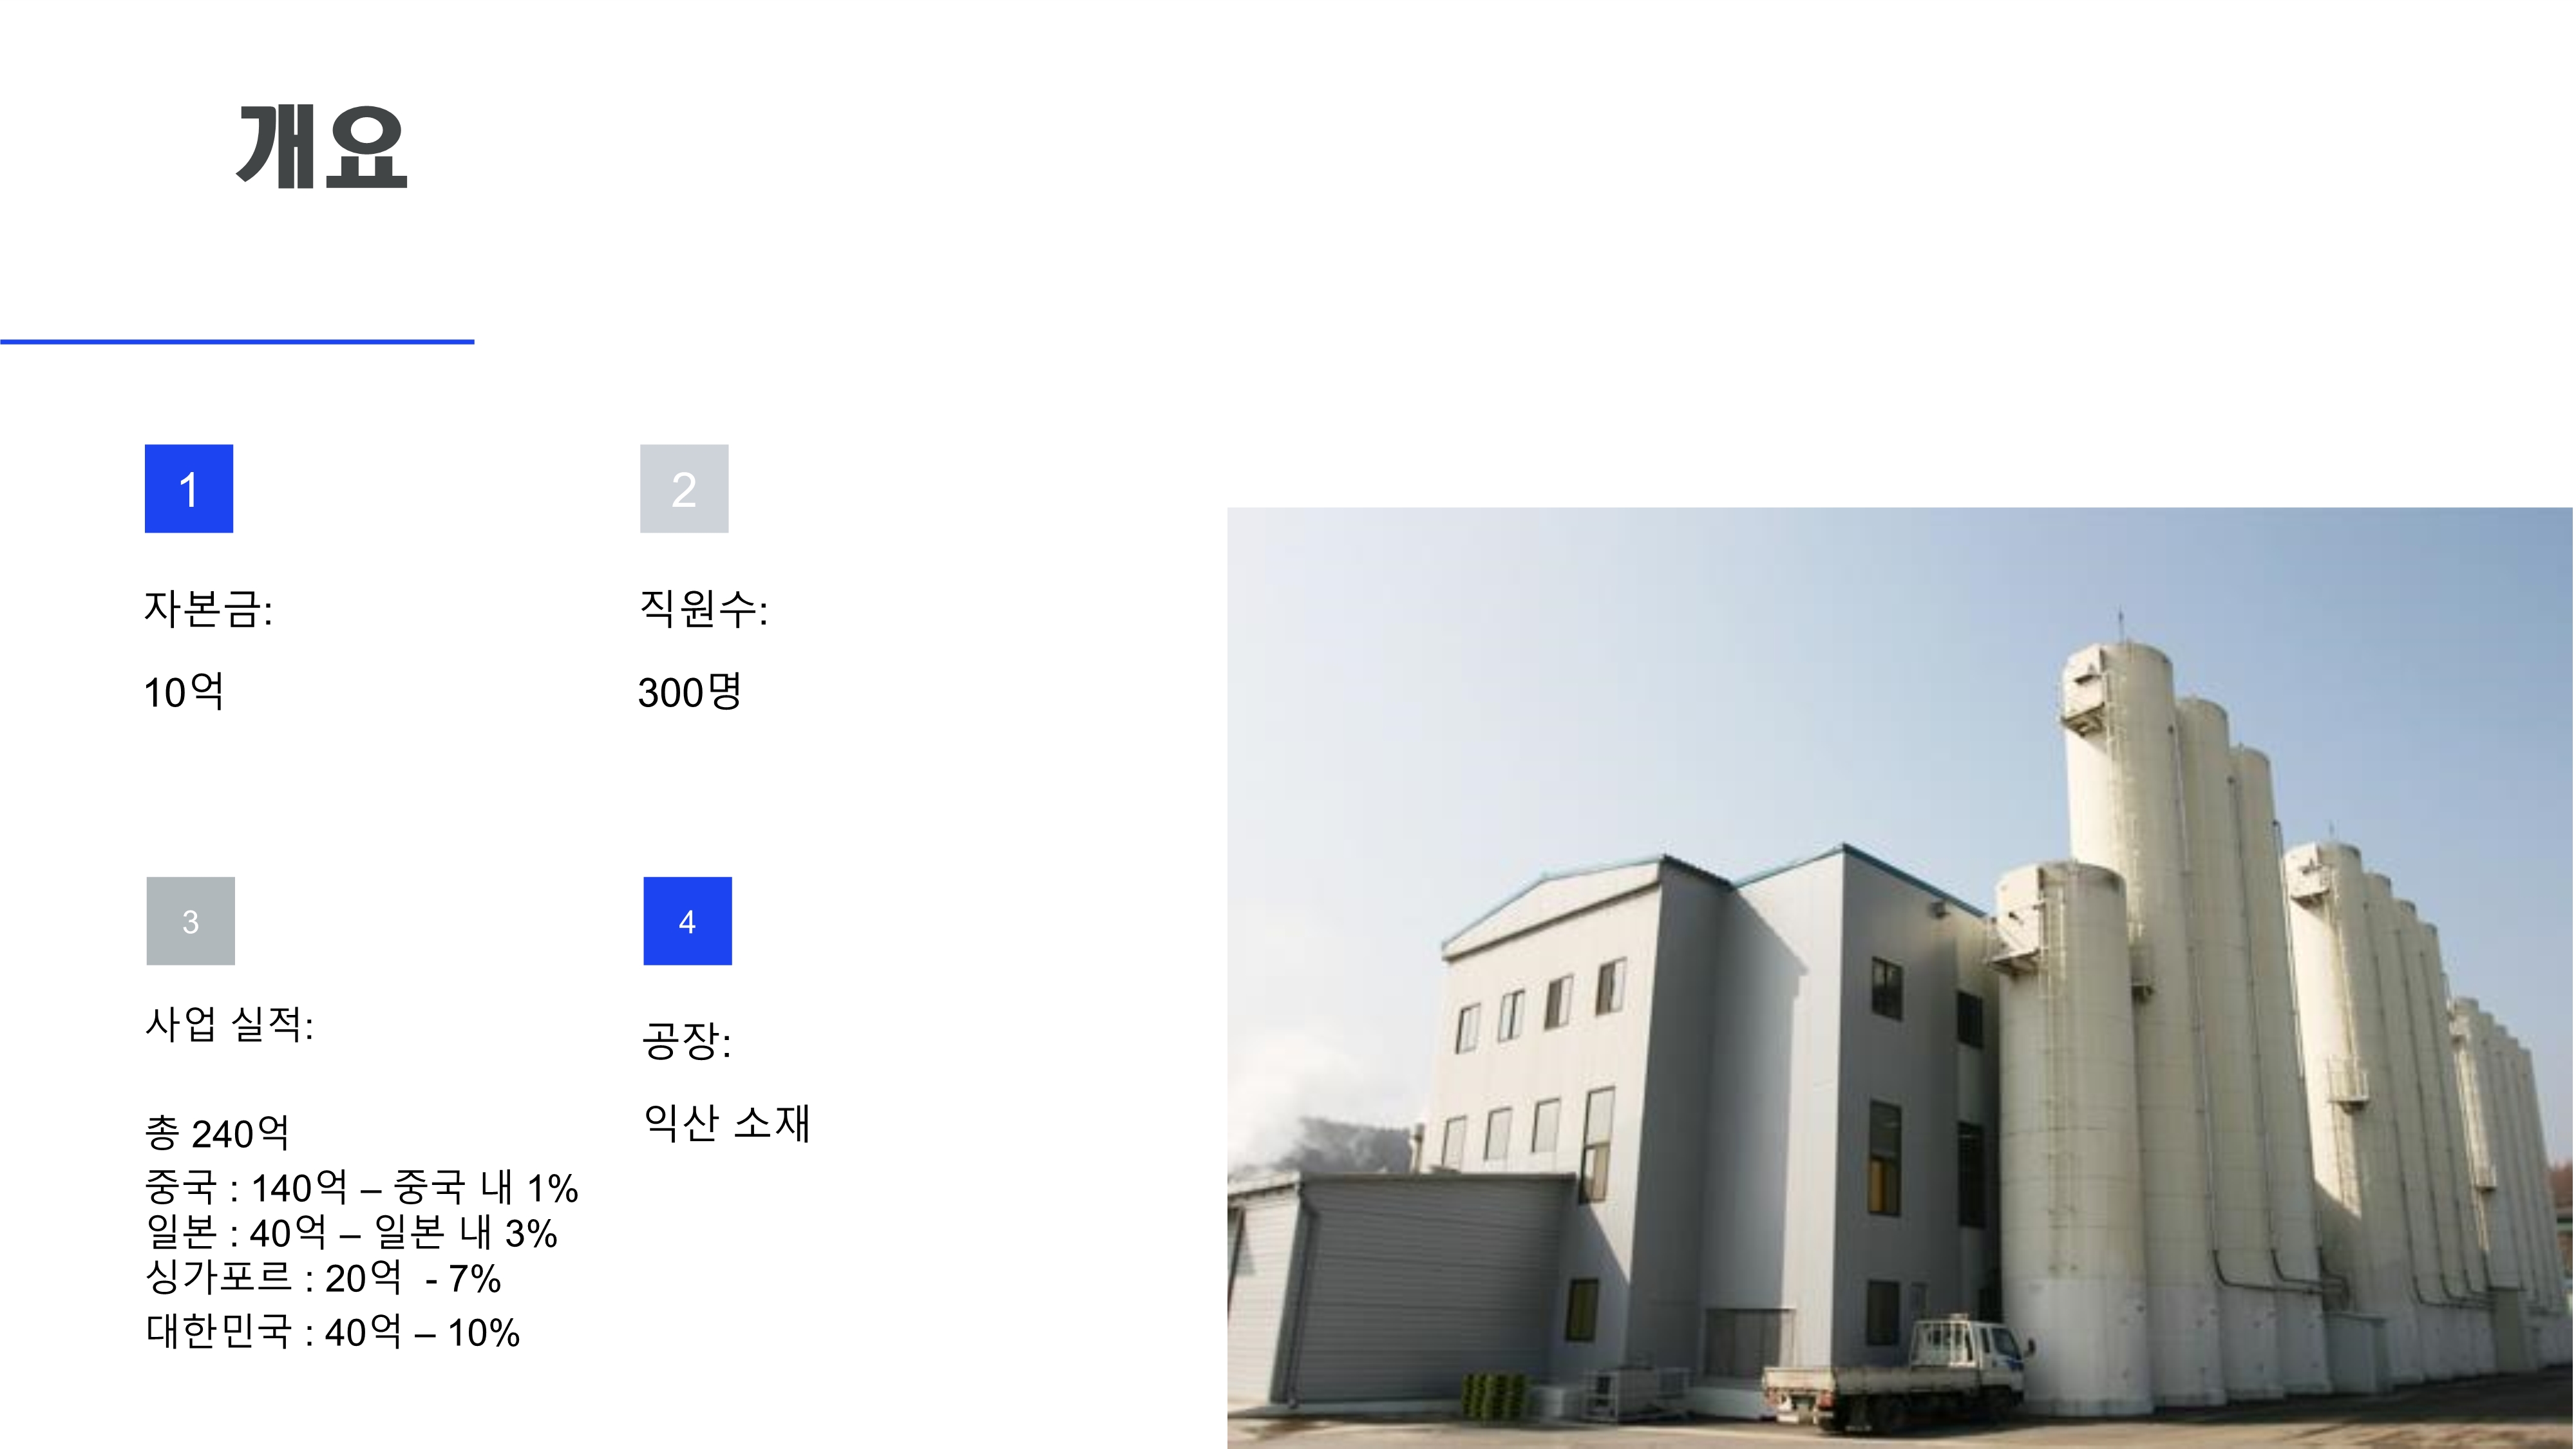 개요
1
자본금:
10억
2
직원수:
300명
3
사업 실적:
총 240억
중국 : 140억 – 중국 내 1%
일본 : 40억 – 일본 내 3%
싱가포르 : 20억  - 7%
대한민국 : 40억 – 10%
4
공장:
익산 소재